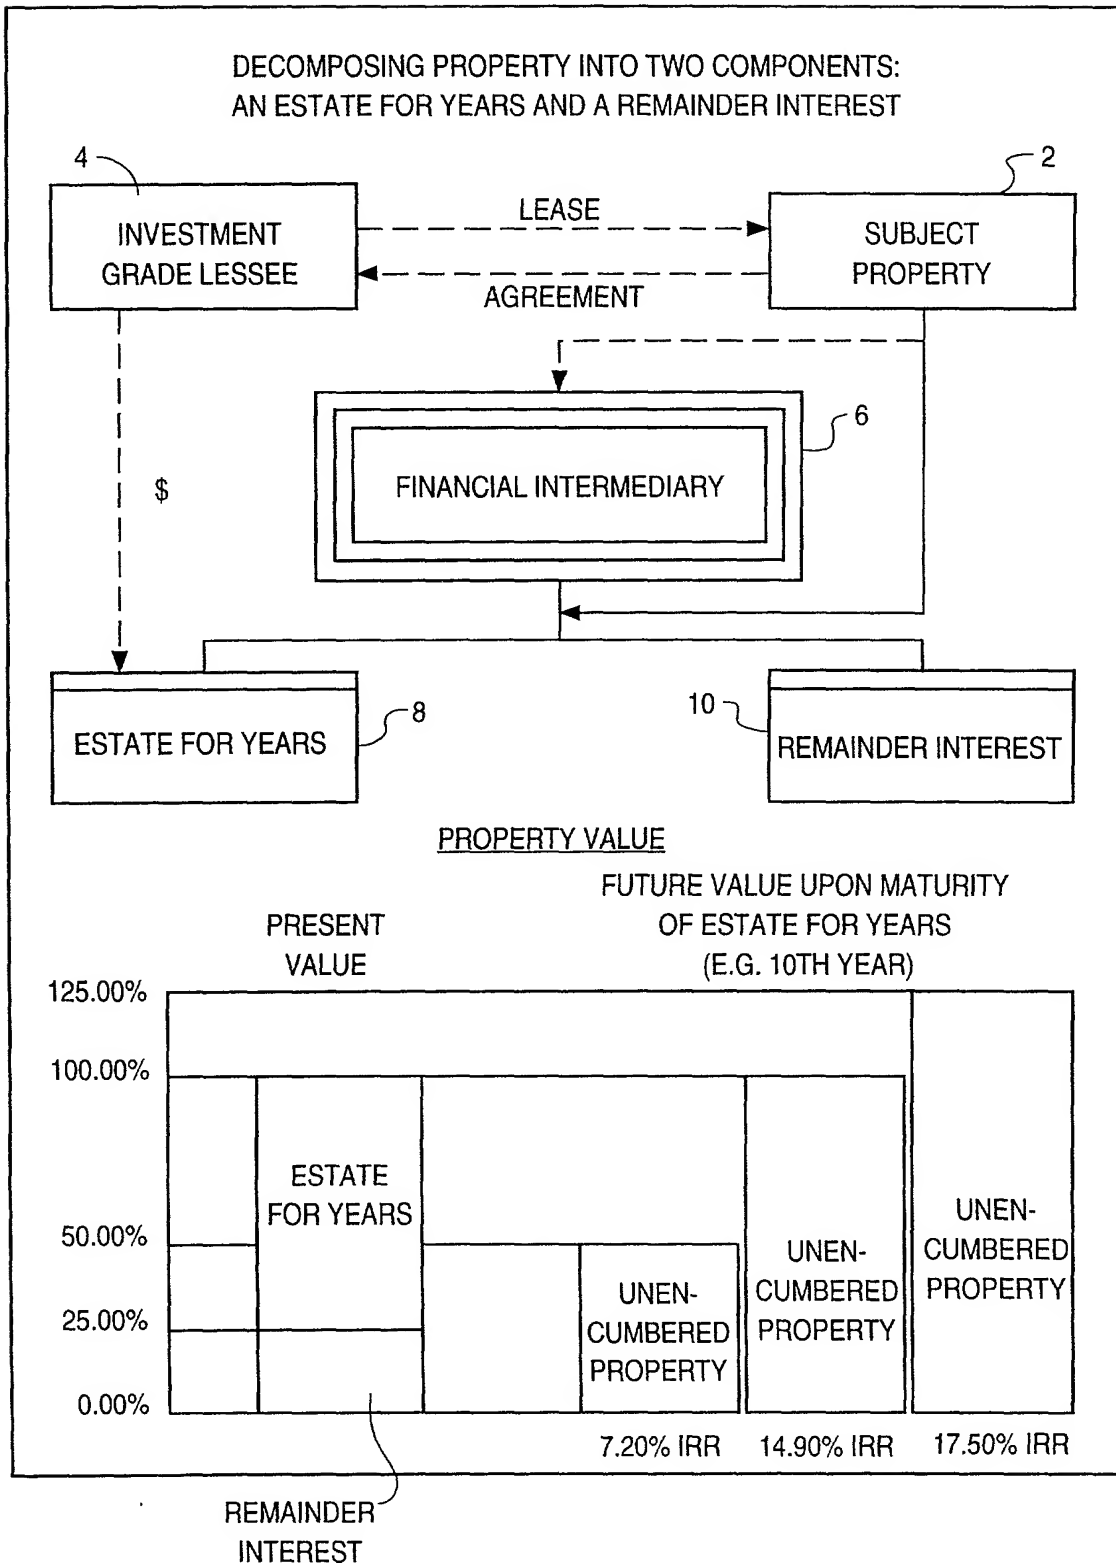 DECOMPOSING PROPERTY INTO TWO COMPONENTS:
AN ESTATE FOR YEARS AND A REMAINDER INTEREST
4
2
INVESTMENT
GRADE LESSEE
LEASE
AGREEMENT
SUBJECT
PROPERTY
6
$
FINANCIAL INTERMEDIARY
8
ESTATE FOR YEARS
10
REMAINDER INTEREST
PROPERTY VALUE
PRESENT
VALUE
FUTURE VALUE UPON MATURITY
OF ESTATE FOR YEARS
(E.G. 10TH YEAR)
125.00%
100.00%
50.00%
25.00%
0.00%
ESTATE
FOR YEARS
UNEN-
CUMBERED
PROPERTY
UNEN-
CUMBERED
PROPERTY
UNEN-
CUMBERED
PROPERTY
7.20% IRR
14.90% IRR
17.50% IRR
REMAINDER
INTEREST